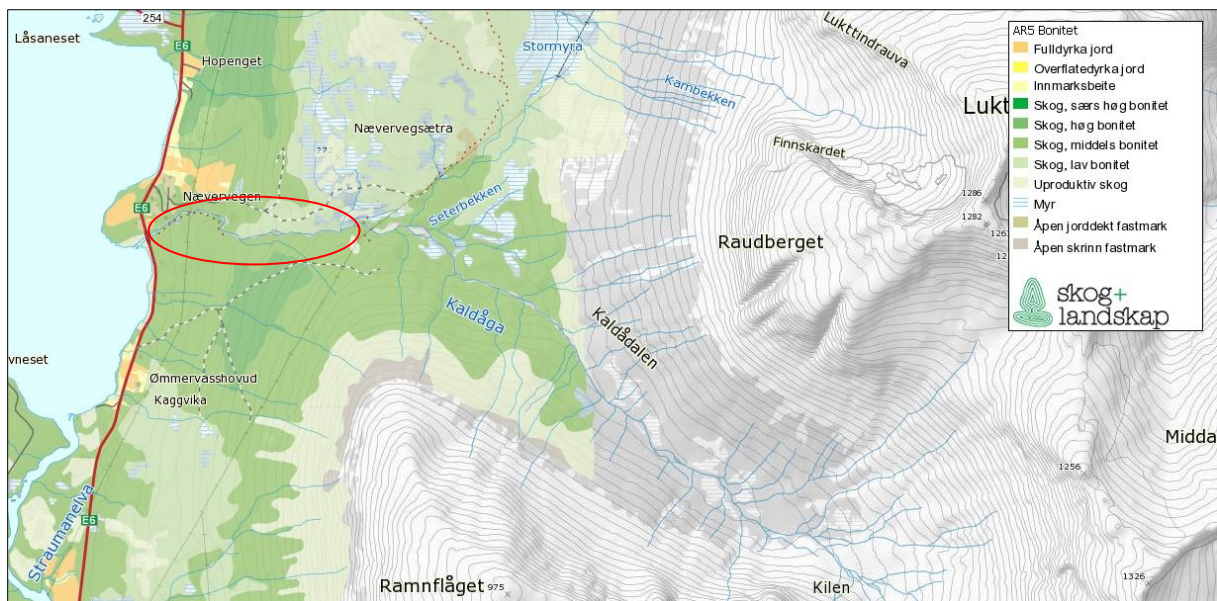 254
Låsaneset
E6
Hopenget
Stormyra
Lukttindrauva
Kambekken
Nævervegsætra
Finnskardet
Nævervegen
E6
Seterbekken
1286
1282
Raudberget
Kaldåga
Kaldådalen
Ømmervasshovud
Kaggvika
Straumanelva
E6
Midda
1256
Ramnflåget
975
Kilen
1326
AR5 Bonitet
Fulldyrka jord
Overflatedyrka jord
Innmarksbeite
Skog, særs høg bonitet
Skog, høg bonitet
Skog, middels bonitet
Skog, lav bonitet
Uproduktiv skog
Myr
Åpen jorddekt fastmark
Åpen skrinn fastmark
skog+
landskap